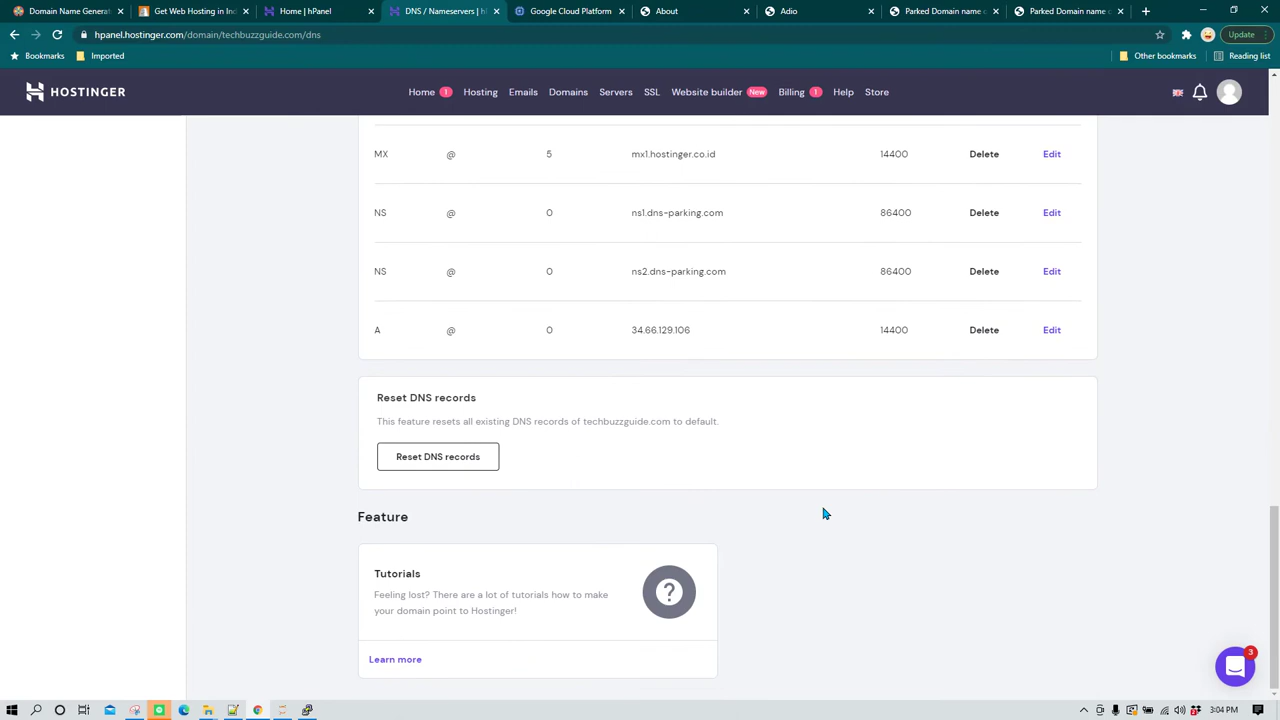 Domain Name Genera
Get Web Hosting in Ind
Home | hPanel
DNS / Nameservers | h
Google Cloud Platform
About
Adio
Parked Domain name o
Parked Domain name o
hpanel.hostinger.com/domain/techbuzzguide.com/dns
Update
Bookmarks
Imported
Other bookmarks
Reading list
HOSTINGER
Home 1
Hosting
Emails
Domains
Servers
SSL
Website builder New
Billing 1
Help
Store
MX @ 5 mx1.hostinger.co.id 14400 Delete Edit
NS @ 0 ns1.dns-parking.com 86400 Delete Edit
NS @ 0 ns2.dns-parking.com 86400 Delete Edit
A @ 0 34.66.129.106 14400 Delete Edit
Reset DNS records
This feature resets all existing DNS records of techbuzzguide.com to default.
Reset DNS records
Feature
Tutorials
Feeling lost? There are a lot of tutorials how to make
your domain point to Hostinger!
?
Learn more
3
3:04 PM